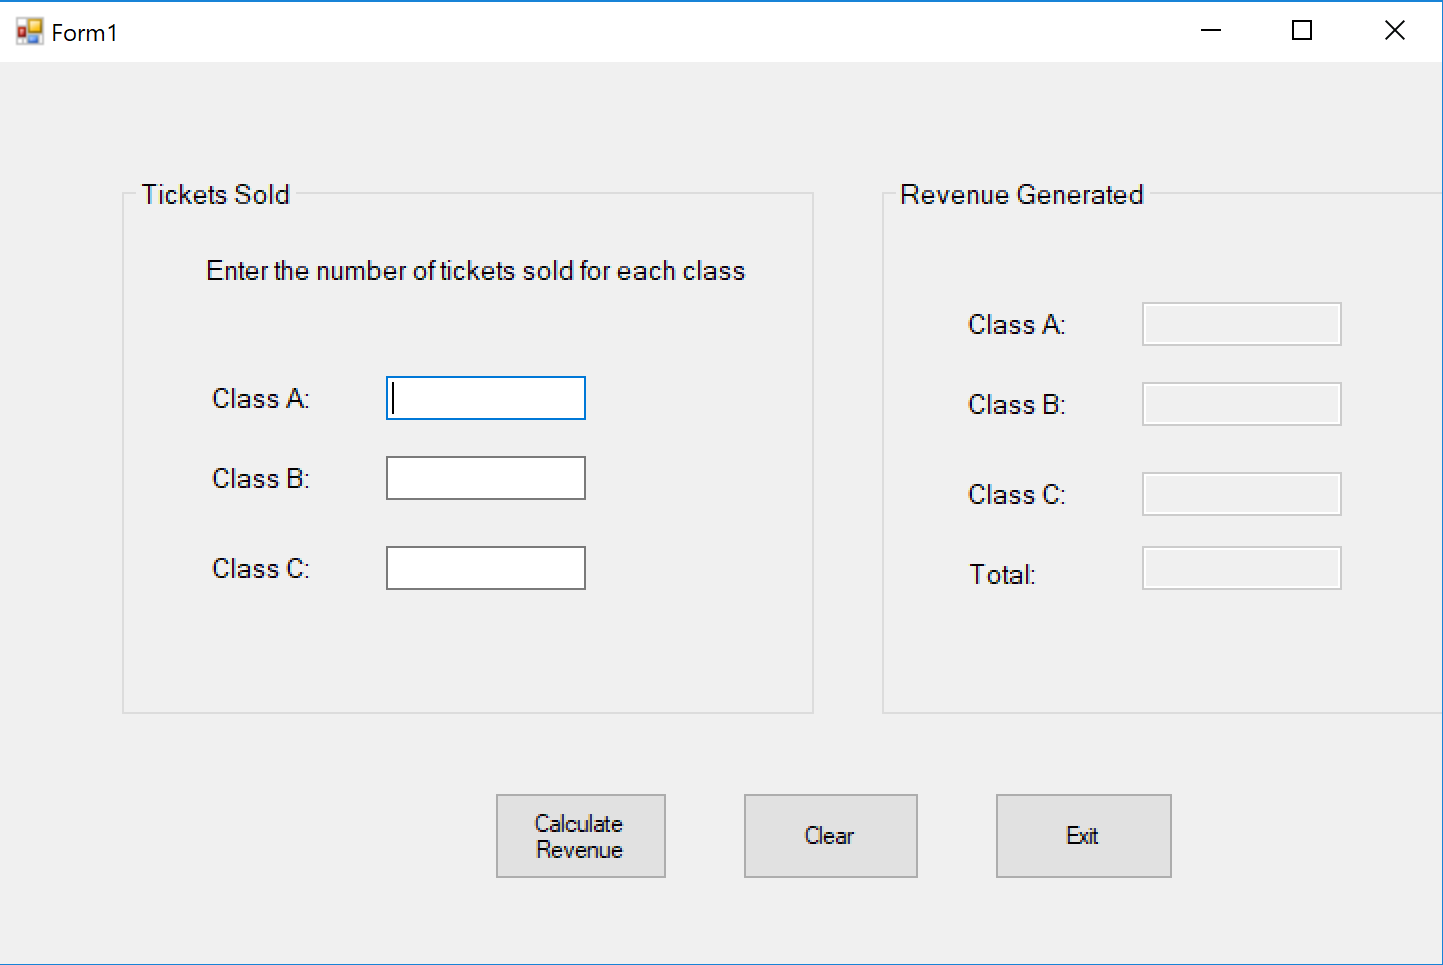 Form1
Tickets Sold
Enter the number of tickets sold for each class
Class A:
Class B:
Class C:
Revenue Generated
Class A:
Class B:
Class C:
Total:
Calculate
Revenue
Clear
Exit